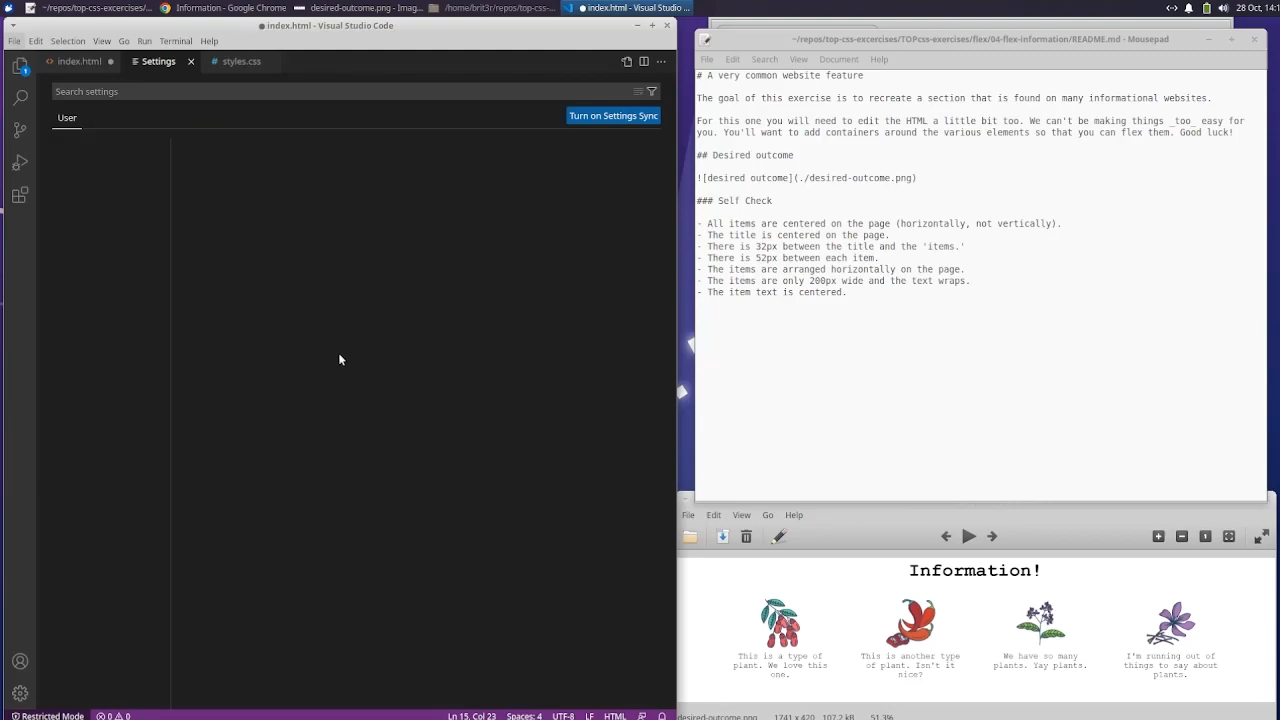 ~/repos/top-css-excercises/...
Information - Google Chrome
desired-outcome.png - Imag...
/home/brit3r/repos/top-css-...
● index.html - Visual Studio ...
28 Oct, 14:1
● index.html - Visual Studio Code
File Edit Selection View Go Run Terminal Help
index.html ●
Settings
styles.css
1
Search settings
User
Turn on Settings Sync
Restricted Mode
0
0
Ln 15, Col 23
Spaces: 4
UTF-8
LF
HTML
~/repos/top-css-excercises/TOPcss-exercises/flex/04-flex-information/README.md - Mousepad
File Edit Search View Document Help
# A very common website feature
The goal of this exercise is to recreate a section that is found on many informational websites.
For this one you will need to edit the HTML a little bit too. We can't be making things _too_ easy for
you. You'll want to add containers around the various elements so that you can flex them. Good luck!
## Desired outcome
![desired outcome](./desired-outcome.png)
### Self Check
- All items are centered on the page (horizontally, not vertically).
- The title is centered on the page.
- There is 32px between the title and the 'items.'
- There is 52px between each item.
- The items are arranged horizontally on the page.
- The items are only 200px wide and the text wraps.
- The item text is centered.
File Edit View Go Help
Information!
This is a type of
plant. We love this
one.
This is another type
of plant. Isn't it
nice?
We have so many
plants. Yay plants.
I'm running out of
things to say about
plants.
desired-outcome.png
1741 x 420
107.2 kB
51.3%